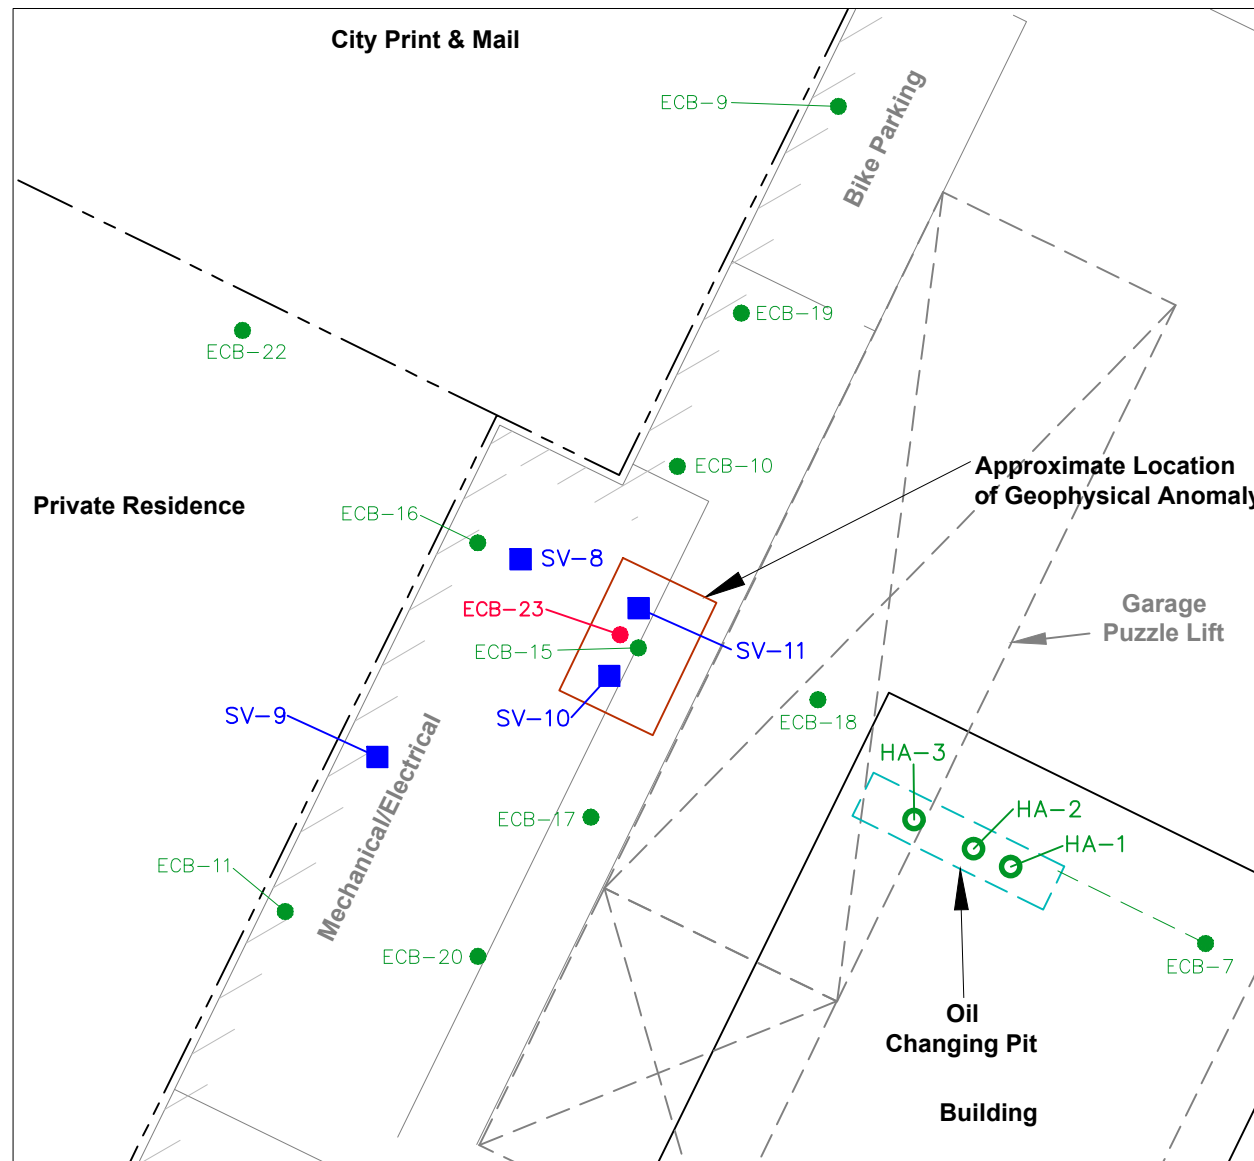 City Print & Mail
ECB-9
Bike Parking
ECB-19
ECB-22
ECB-10
Approximate Location
of Geophysical Anomaly
Private Residence
ECB-16
SV-8
ECB-23
ECB-15
SV-11
Garage
Puzzle Lift
SV-10
SV-9
ECB-18
HA-3
HA-2
HA-1
ECB-17
Mechanical/Electrical
ECB-11
ECB-20
ECB-7
Oil
Changing Pit
Building